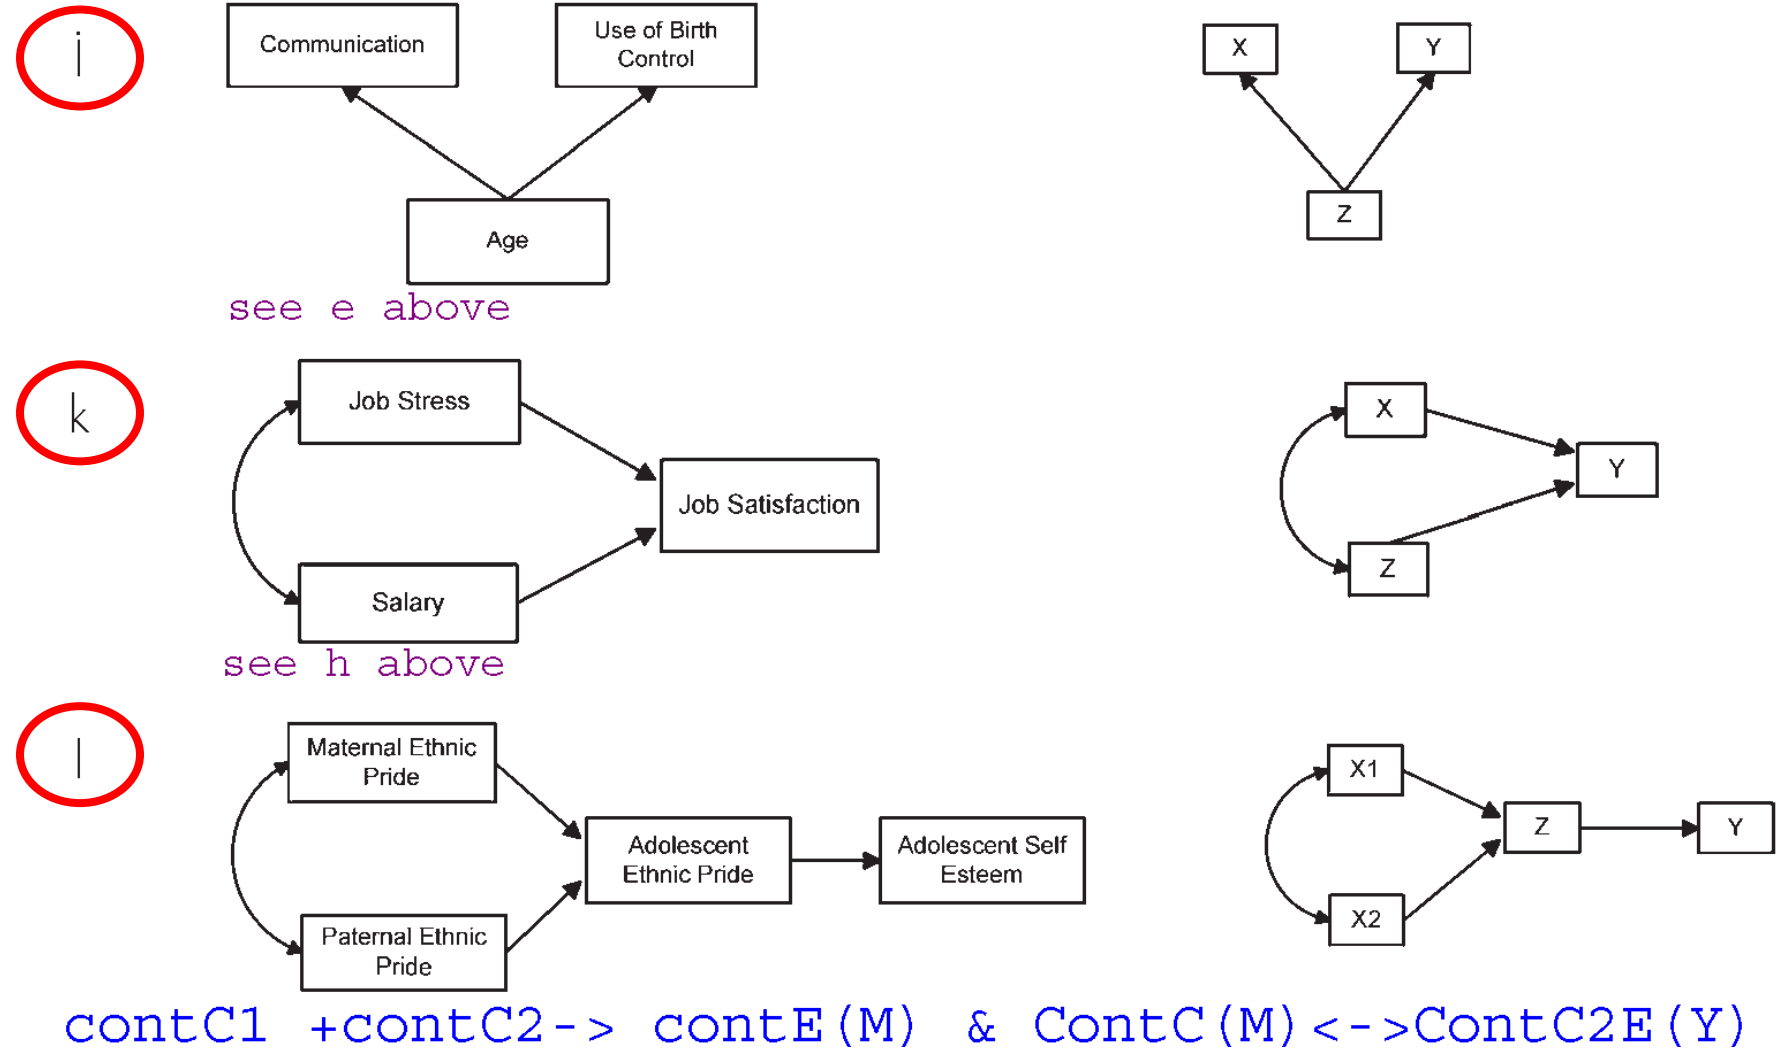 j
Communication
Use of Birth
Control
Age
X
Y
Z
see e above
k
Job Stress
Job Satisfaction
Salary
X
Y
Z
see h above
l
Maternal Ethnic
Pride
Adolescent
Ethnic Pride
Adolescent Self
Esteem
Paternal Ethnic
Pride
X1
Z
Y
X2
contC1 +contC2-> contE(M) & ContC(M)<->ContC2E(Y)